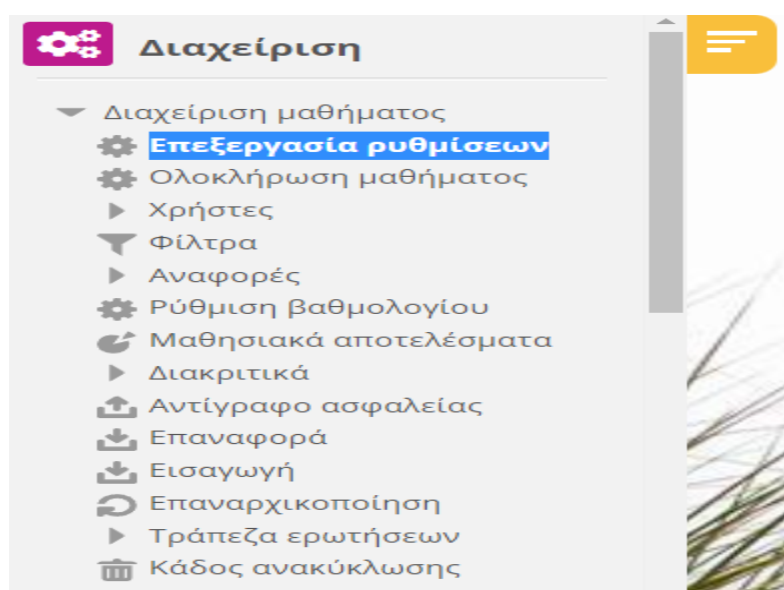 Διαχείριση
Διαχείριση μαθήματος
Επεξεργασία ρυθμίσεων
Ολοκλήρωση μαθήματος
Χρήστες
Φίλτρα
Αναφορές
Ρύθμιση βαθμολογίου
Μαθησιακά αποτελέσματα
Διακριτικά
Αντίγραφο ασφαλείας
Επαναφορά
Εισαγωγή
Επαναρχικοποίηση
Τράπεζα ερωτήσεων
Κάδος ανακύκλωσης